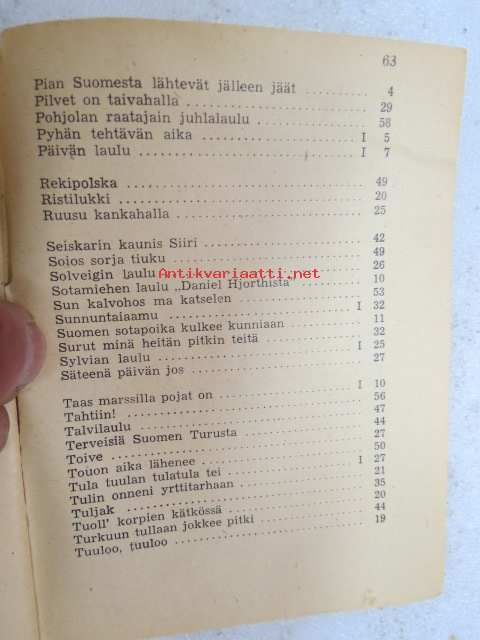 63
Pian Suomesta lähtevät jälleen jäät 4
Pilvet on taivahalla 29
Pohjolan raatajain juhlalaulu 58
Pyhän tehtävän aika I 5
Päivän laulu I 7
Rekipolska 49
Ristilukki 20
Ruusu kankahalla 25
Seiskarin kaunis Siiri 42
Soios sorja tiuku 49
Solveigin laulu 26
Antikvariaatti.net
Sotamiehen laulu „Daniel Hjorthista" 10
Sun kalvohos ma katselen 53
Sunnuntaiaamu I 32
Suomen sotapoika kulkee kunniaan 11
Surut minä heitän pitkin teitä 32
Sylvian laulu I 25
Säteenä päivän jos 27
Taas marssilla pojat on I 10
Tahtiin! 56
Talvilaulu 47
Terveisiä Suomen Turusta 44
Toive 27
Touon aika lähenee 50
Tula tuulan tulatula tei I 27
Tulin onneni yrttitarhaan 21
Tuljak 35
Tuoll' korpien kätkössä 20
Turkuun tullaan jokkee pitki 44
Tuuloo, tuuloo 19